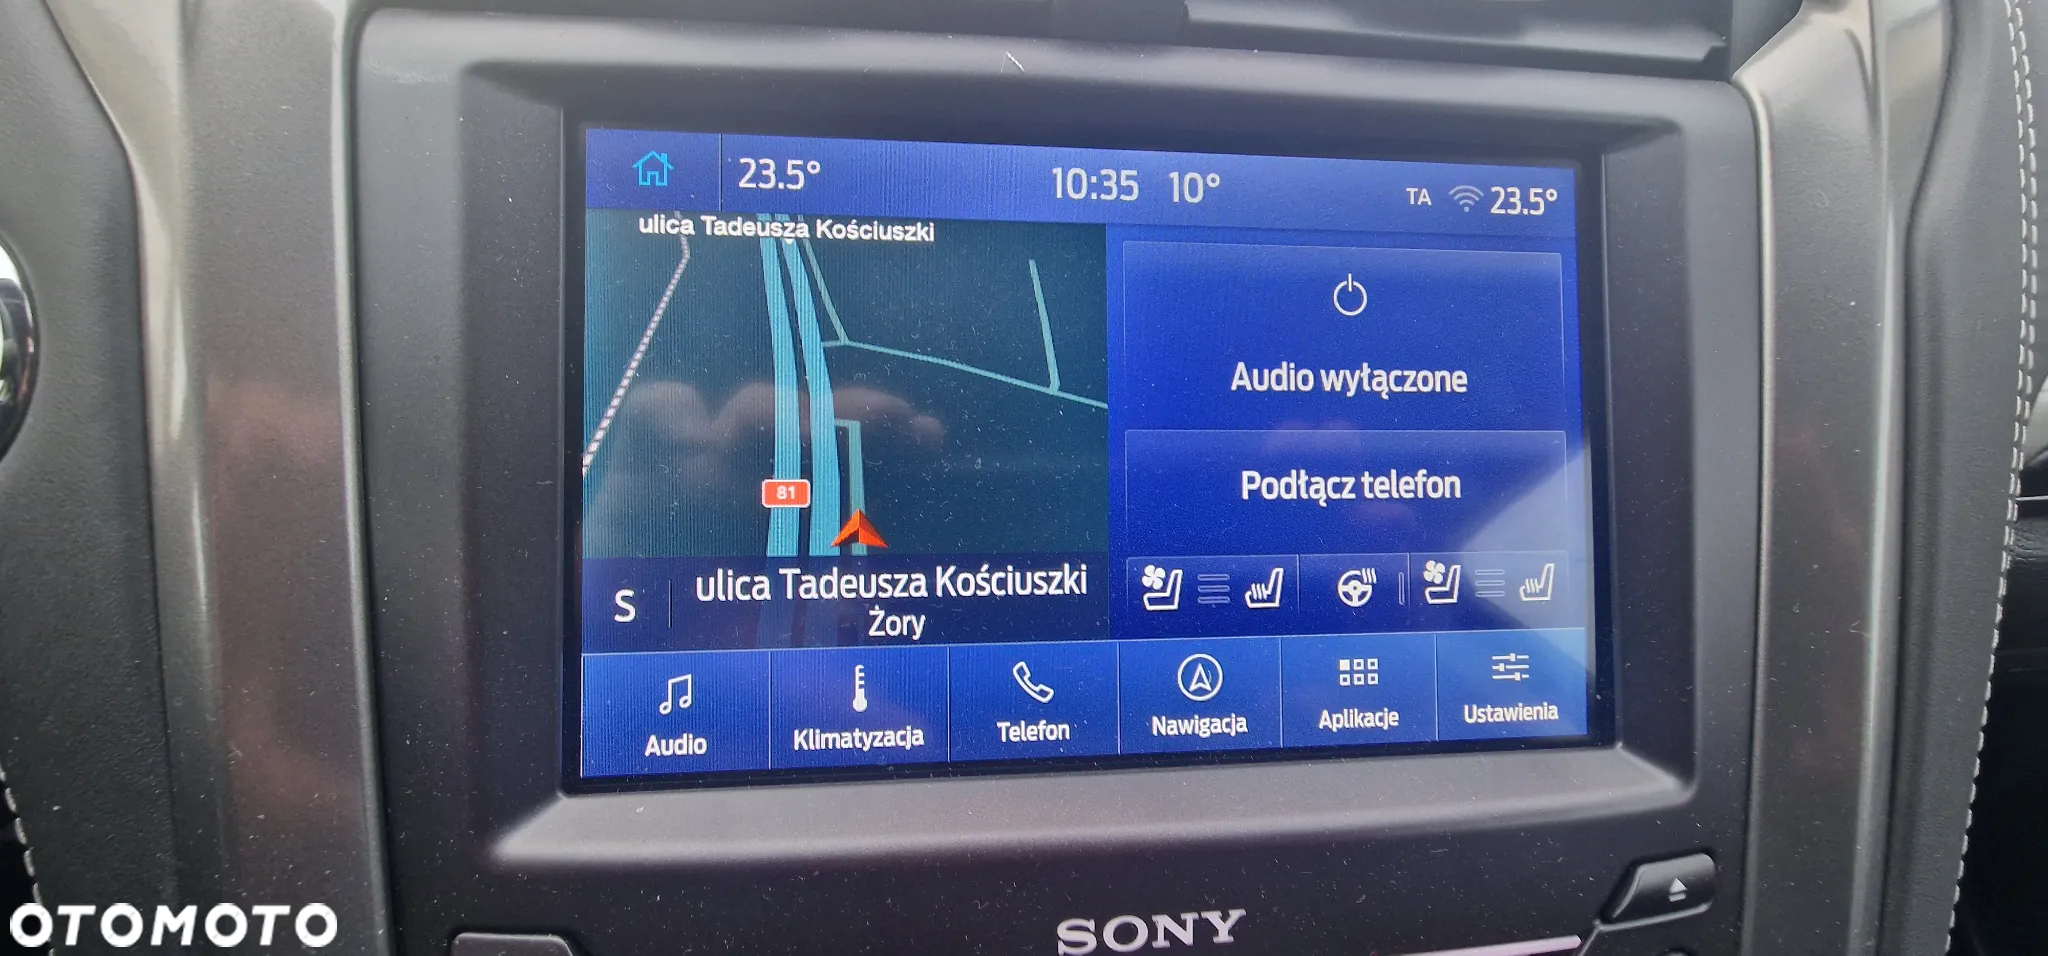 23.5°
10:35 10°
TA 23.5°
ulica Tadeusza Kościuszki
81
S
ulica Tadeusza Kościuszki
Żory
Audio wyłączone
Podłącz telefon
Audio
Klimatyzacja
Telefon
Nawigacja
Aplikacje
Ustawienia
SONY
OTOMOTO